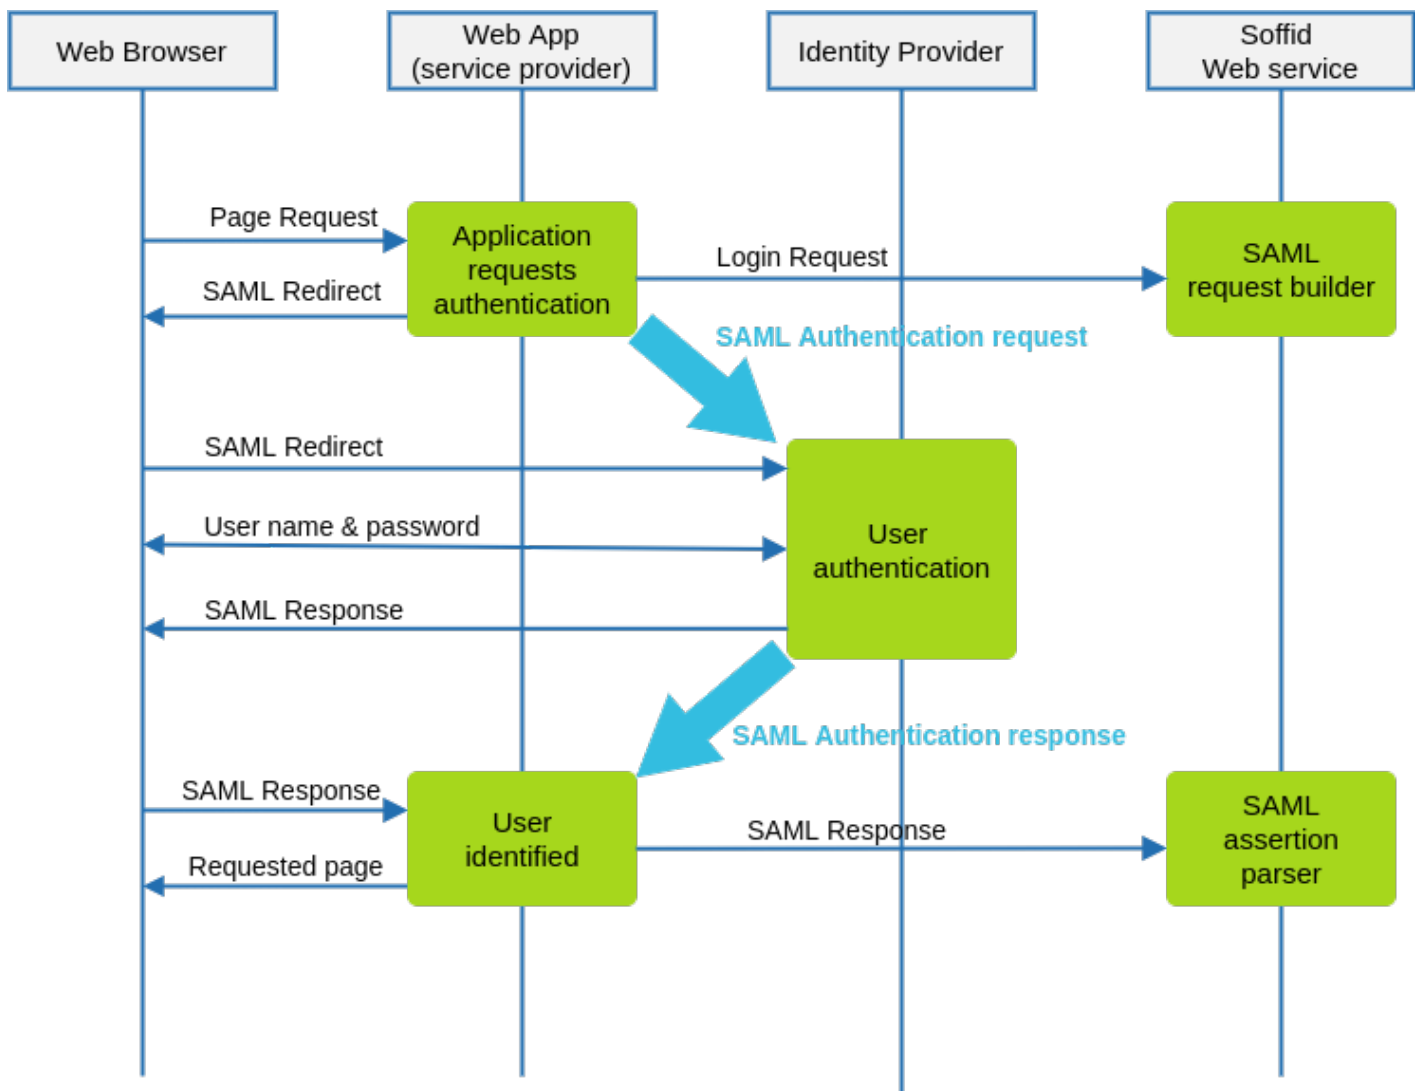 Web Browser
Web App
(service provider)
Identity Provider
Soffid
Web service
Page Request
Application
requests
authentication
Login Request
SAML
request builder
SAML Redirect
SAML Authentication request
SAML Redirect
User name & password
User
authentication
SAML Response
SAML Authentication response
SAML Response
User
identified
SAML Response
SAML
assertion
parser
Requested page